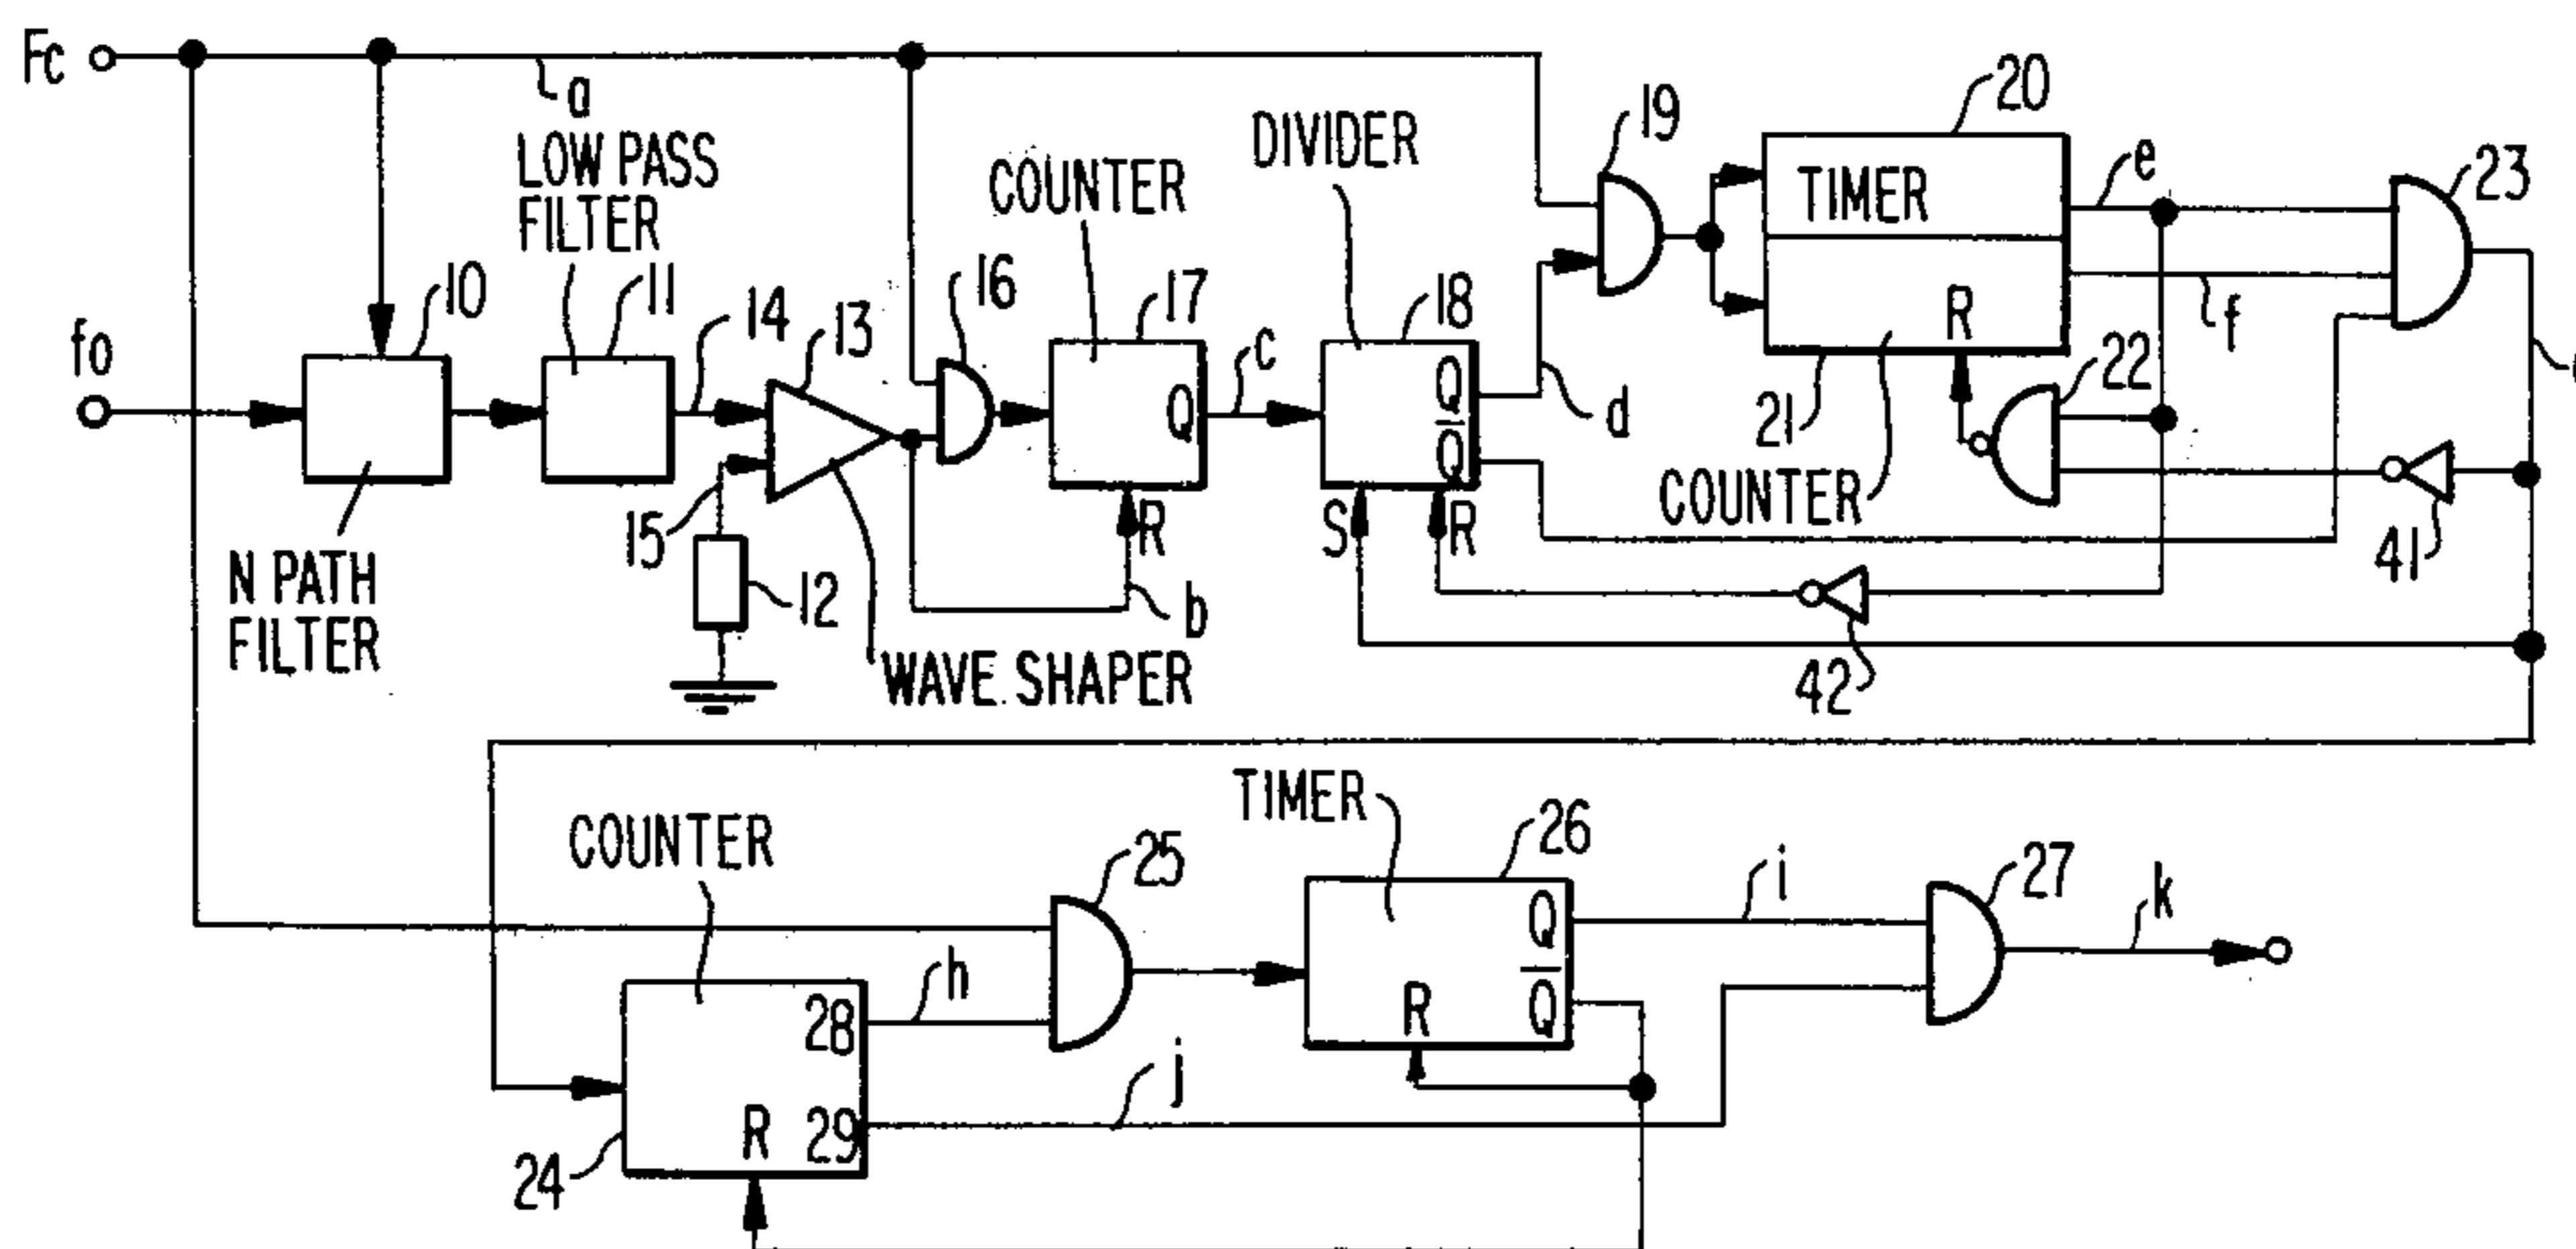 Fc
a
LOW PASS
FILTER
DIVIDER
COUNTER
19
20
TIMER
e
23
fo
10
11
14
13
16
17
18
Q
c
Q
Q̅
d
R
f
22
21
COUNTER
15
12
R
b
S
R
41
42
N PATH
FILTER
WAVE SHAPER
COUNTER
25
TIMER
26
27
Q
i
k
28
h
R
Q̅
j
R
29
24